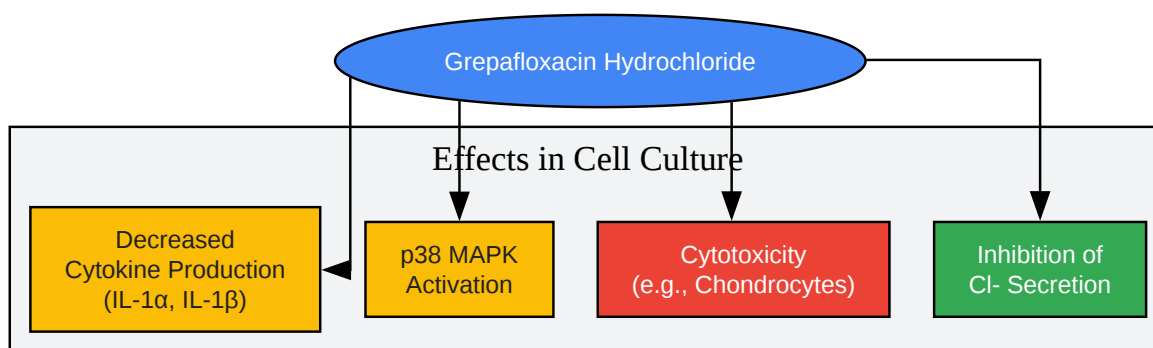 Grepafloxacin Hydrochloride
Effects in Cell Culture
Decreased
Cytokine Production
(IL-1α, IL-1β)
p38 MAPK
Activation
Cytotoxicity
(e.g., Chondrocytes)
Inhibition of
Cl- Secretion